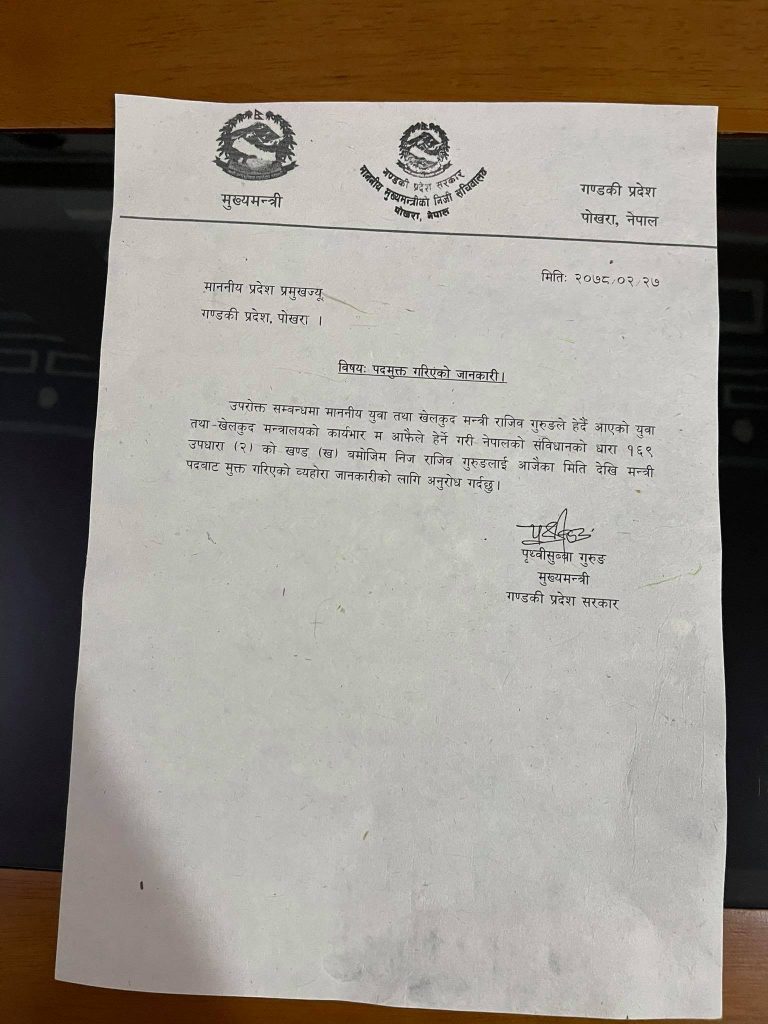 मुख्यमन्त्री
गण्डकी प्रदेश सरकार
माननीय मुख्यमन्त्रीको निजी सचिवालय
पोखरा, नेपाल
गण्डकी प्रदेश
पोखरा, नेपाल
मितिः २०७८/०२/२७
माननीय प्रदेश प्रमुखज्यू
गण्डकी प्रदेश, पोखरा ।
विषयः पदमुक्त गरिएको जानकारी।
उपरोक्त सम्बन्धमा माननीय युवा तथा खेलकुद मन्त्री राजिव गुरुङले हेर्दै आएको युवा
तथा-खेलकुद मन्त्रालयको कार्यभार म आफैले हेर्ने गरी नेपालको संविधानको धारा १६९
उपधारा (२) को खण्ड (ख) बमोजिम निज राजिव गुरुङलाई आजैका मिति देखि मन्त्री
पदबाट मुक्त गरिएको व्यहोरा जानकारीको लागि अनुरोध गर्दछु।
पृथ्वीसुब्बा गुरुङ
मुख्यमन्त्री
गण्डकी प्रदेश सरकार